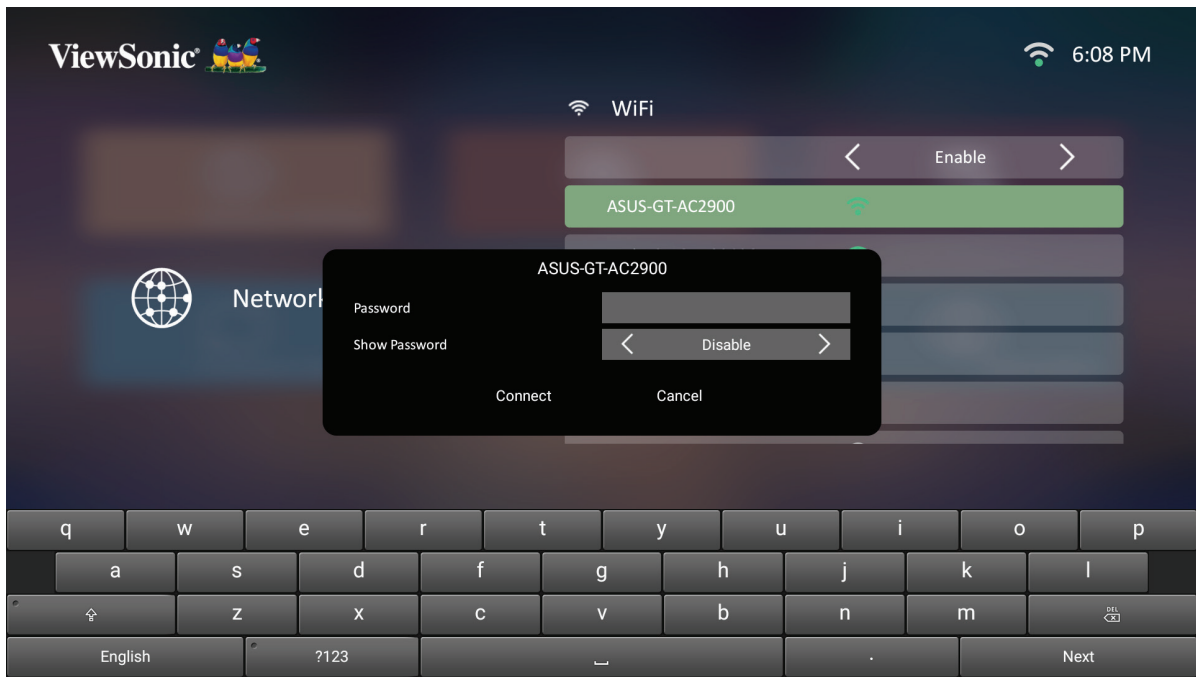 ViewSonic®
6:08 PM
WiFi
Enable
ASUS-GT-AC2900
ASUS-GT-AC2900
Network
Password
Show Password
Disable
Connect Cancel
q w e r t y u i o p
a s d f g h j k l
z x c v b n m DEL
English ?123 . Next